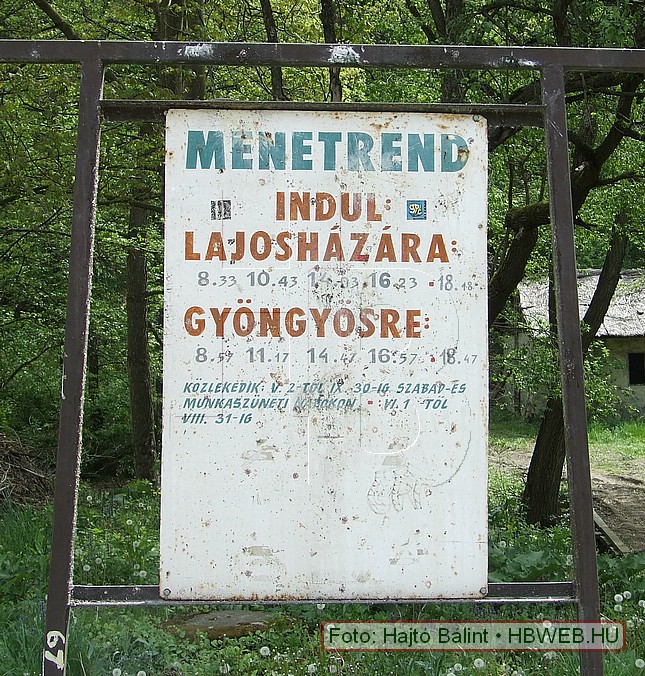 MENETREND
INDUL:
LAJOSHÁZÁRA:
8.33 10.43 16.23 18.18
GYÖNGYÖSRE:
8.57 11.17 14.47 16.57 18.47
KÖZLEKEDIK: V. 2-TÓL IX. 30-IG SZABAD-ÉS
MUNKASZÜNETI NAPOKON VI. 1 TŐL
VIII. 31-IG
67
Fotó: Hajtó Bálint • HBWEB.HU